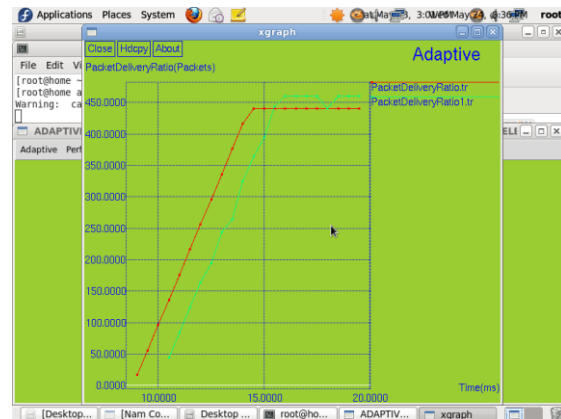 Applications Places System
root
xgraph
Close Hdcpy About
Adaptive
PacketDeliveryRatio(Packets)
File Edit Vi
[root@home ~
[root@home a
Warning: ca
ADAPTIV
Adaptive Perf
PacketDeliveryRatio.tr
PacketDeliveryRatio1.tr
450.0000
400.0000
350.0000
300.0000
250.0000
200.0000
150.0000
100.0000
50.0000
0.0000
10.0000 15.0000 20.0000
Time(ms)
[Desktop... [Nam Co... Desktop ... root@ho... ADAPTIV... xgraph